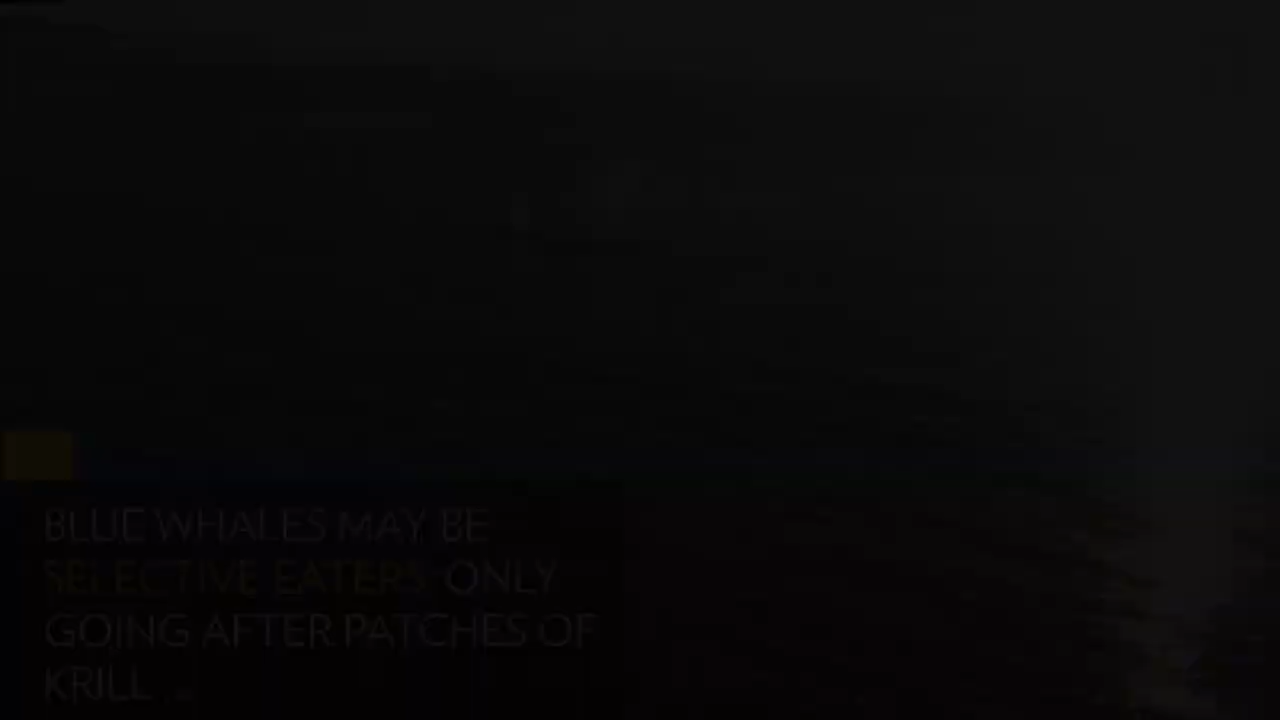 BLUE WHALES MAY BE
SELECTIVE EATERS, ONLY
GOING AFTER PATCHES OF
KRILL ...